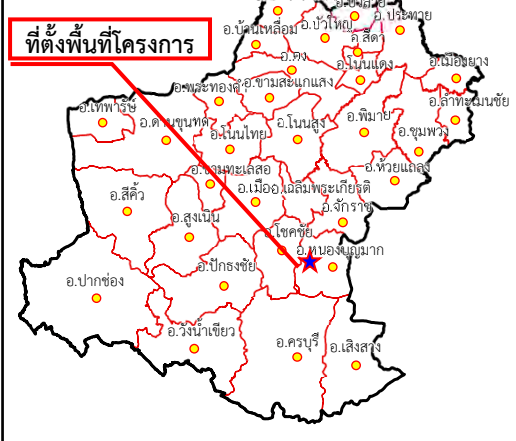 อ.บัวลาย
อ.บ้านเหลื่อม
อ.บัวใหญ่
อ.สีดา
อ.ประทาย
ที่ตั้งพื้นที่โครงการ
อ.คง
อ.โนนแดง
อ.เมืองยาง
อ.พระทองคำ
อ.ขามสะแกแสง
อ.ลำทะเมนชัย
อ.เทพารักษ์
อ.ด่านขุนทด
อ.โนนไทย
อ.โนนสูง
อ.พิมาย
อ.ชุมพวง
อ.ขามทะเลสอ
อ.เมือง
อ.เฉลิมพระเกียรติ
อ.ห้วยแถลง
อ.สีคิ้ว
อ.สูงเนิน
อ.จักราช
อ.โชคชัย
อ.หนองบุญมาก
อ.ปากช่อง
อ.ปักธงชัย
อ.วังน้ำเขียว
อ.ครบุรี
อ.เสิงสาง